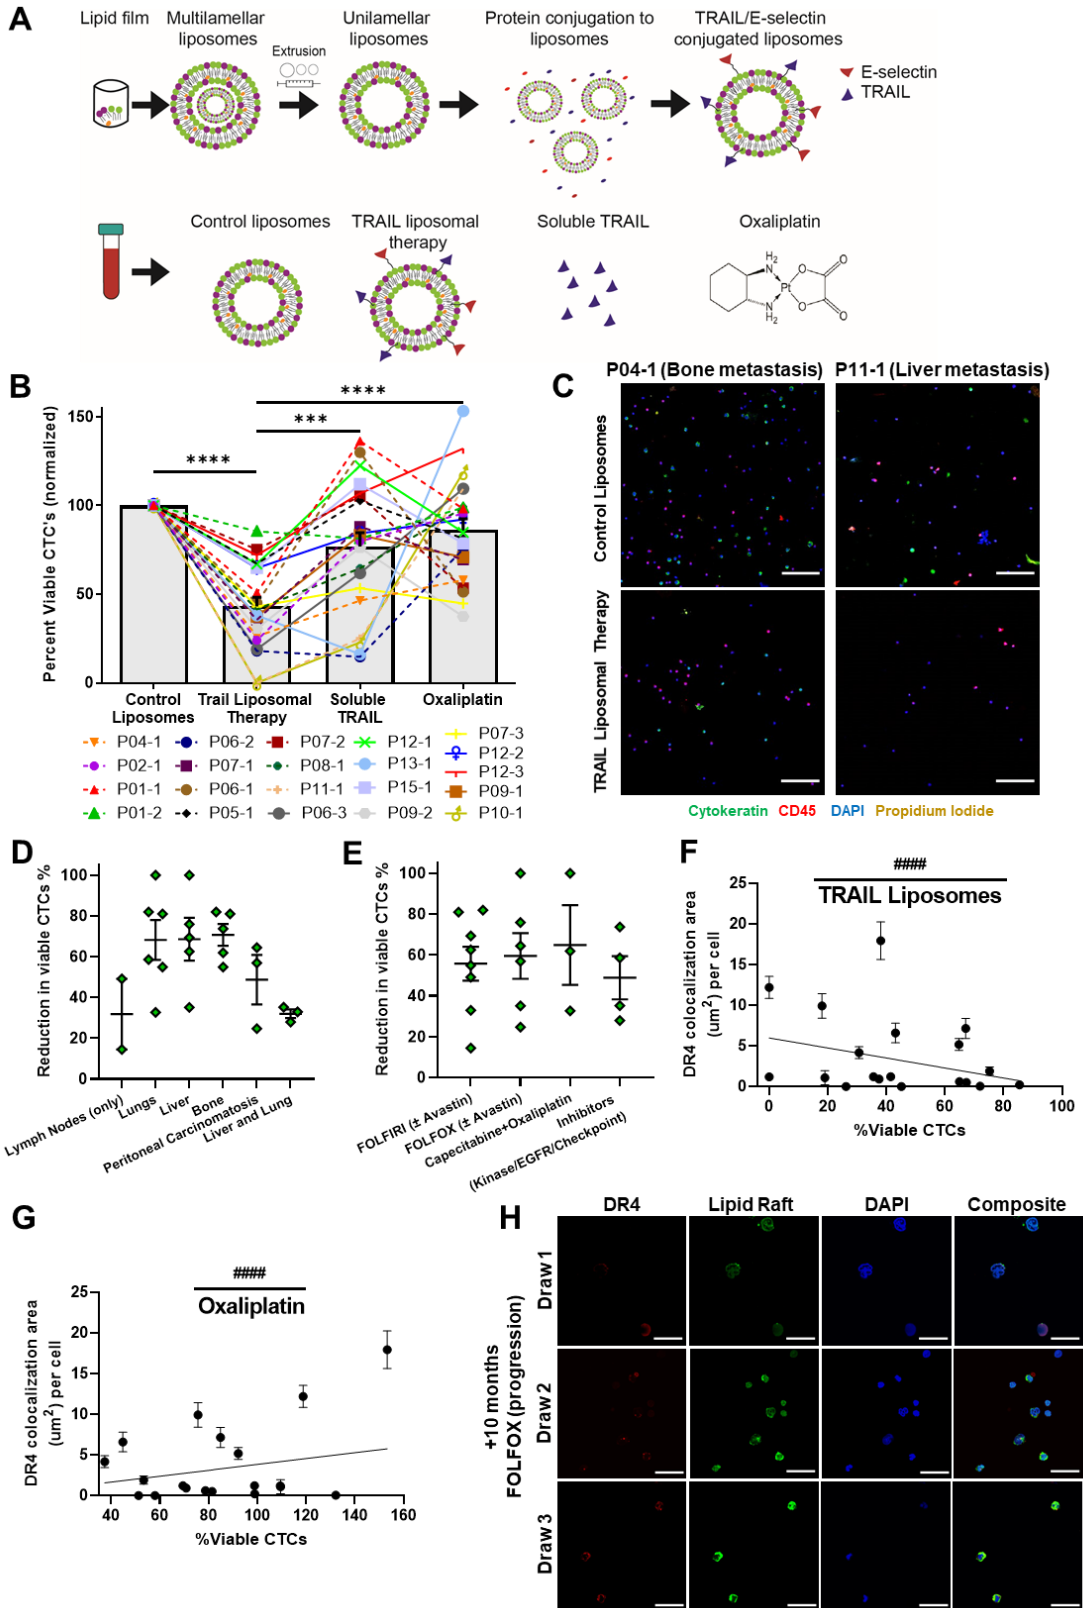 A
Lipid film
Multilamellar
liposomes
Extrusion
Unilamellar
liposomes
Protein conjugation to
liposomes
TRAIL/E-selectin
conjugated liposomes
E-selectin
TRAIL
Control liposomes
TRAIL liposomal
therapy
Soluble TRAIL
Oxaliplatin
NH₂
N
H₂
Pt
O
O
O
O
B
Percent Viable CTC's (normalized)
150
100
50
0
****
***
****
Control
Liposomes
Trail Liposomal
Therapy
Soluble
TRAIL
Oxaliplatin
P04-1
P02-1
P01-1
P01-2
P06-2
P07-1
P06-1
P05-1
P07-2
P08-1
P11-1
P06-3
P12-1
P13-1
P15-1
P09-2
P07-3
P12-2
P12-3
P09-1
P10-1
C
P04-1 (Bone metastasis)
P11-1 (Liver metastasis)
Control Liposomes
TRAIL Liposomal Therapy
Cytokeratin CD45 DAPI Propidium Iodide
D
Reduction in viable CTCs %
100
80
60
40
20
0
Lymph Nodes (only)
Lungs
Liver
Bone
Peritoneal Carcinomatosis
Liver and Lung
E
Reduction in viable CTCs %
100
80
60
40
20
0
FOLFIRI (± Avastin)
FOLFOX (± Avastin)
Capecitabine+Oxaliplatin
Inhibitors
(Kinase/EGFR/Checkpoint)
F
####
TRAIL Liposomes
DR4 colocalization area
(um²) per cell
25
20
15
10
5
0
0 20 40 60 80 100
%Viable CTCs
G
####
Oxaliplatin
DR4 colocalization area
(um²) per cell
25
20
15
10
5
0
40 60 80 100 120 140 160
%Viable CTCs
H
DR4
Lipid Raft
DAPI
Composite
+10 months
FOLFOX (progression)
Draw1
Draw2
Draw3